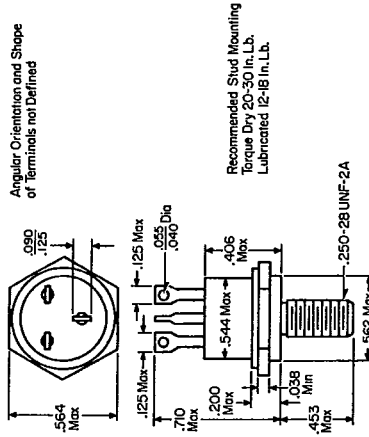 Angular Orientation and Shape
of Terminals not Defined
.090
.125
.564
Max
.125 Max
.055 Dia
.040
.125 Max
.710
Max
.406
Max
.544 Max
.200
Max
.038
Min
.453
Max
.562 Max
.250-28 UNF-2A
Recommended Stud Mounting
Torque Dry 20-30 In. Lb.
Lubricated 12-18 In. Lb.